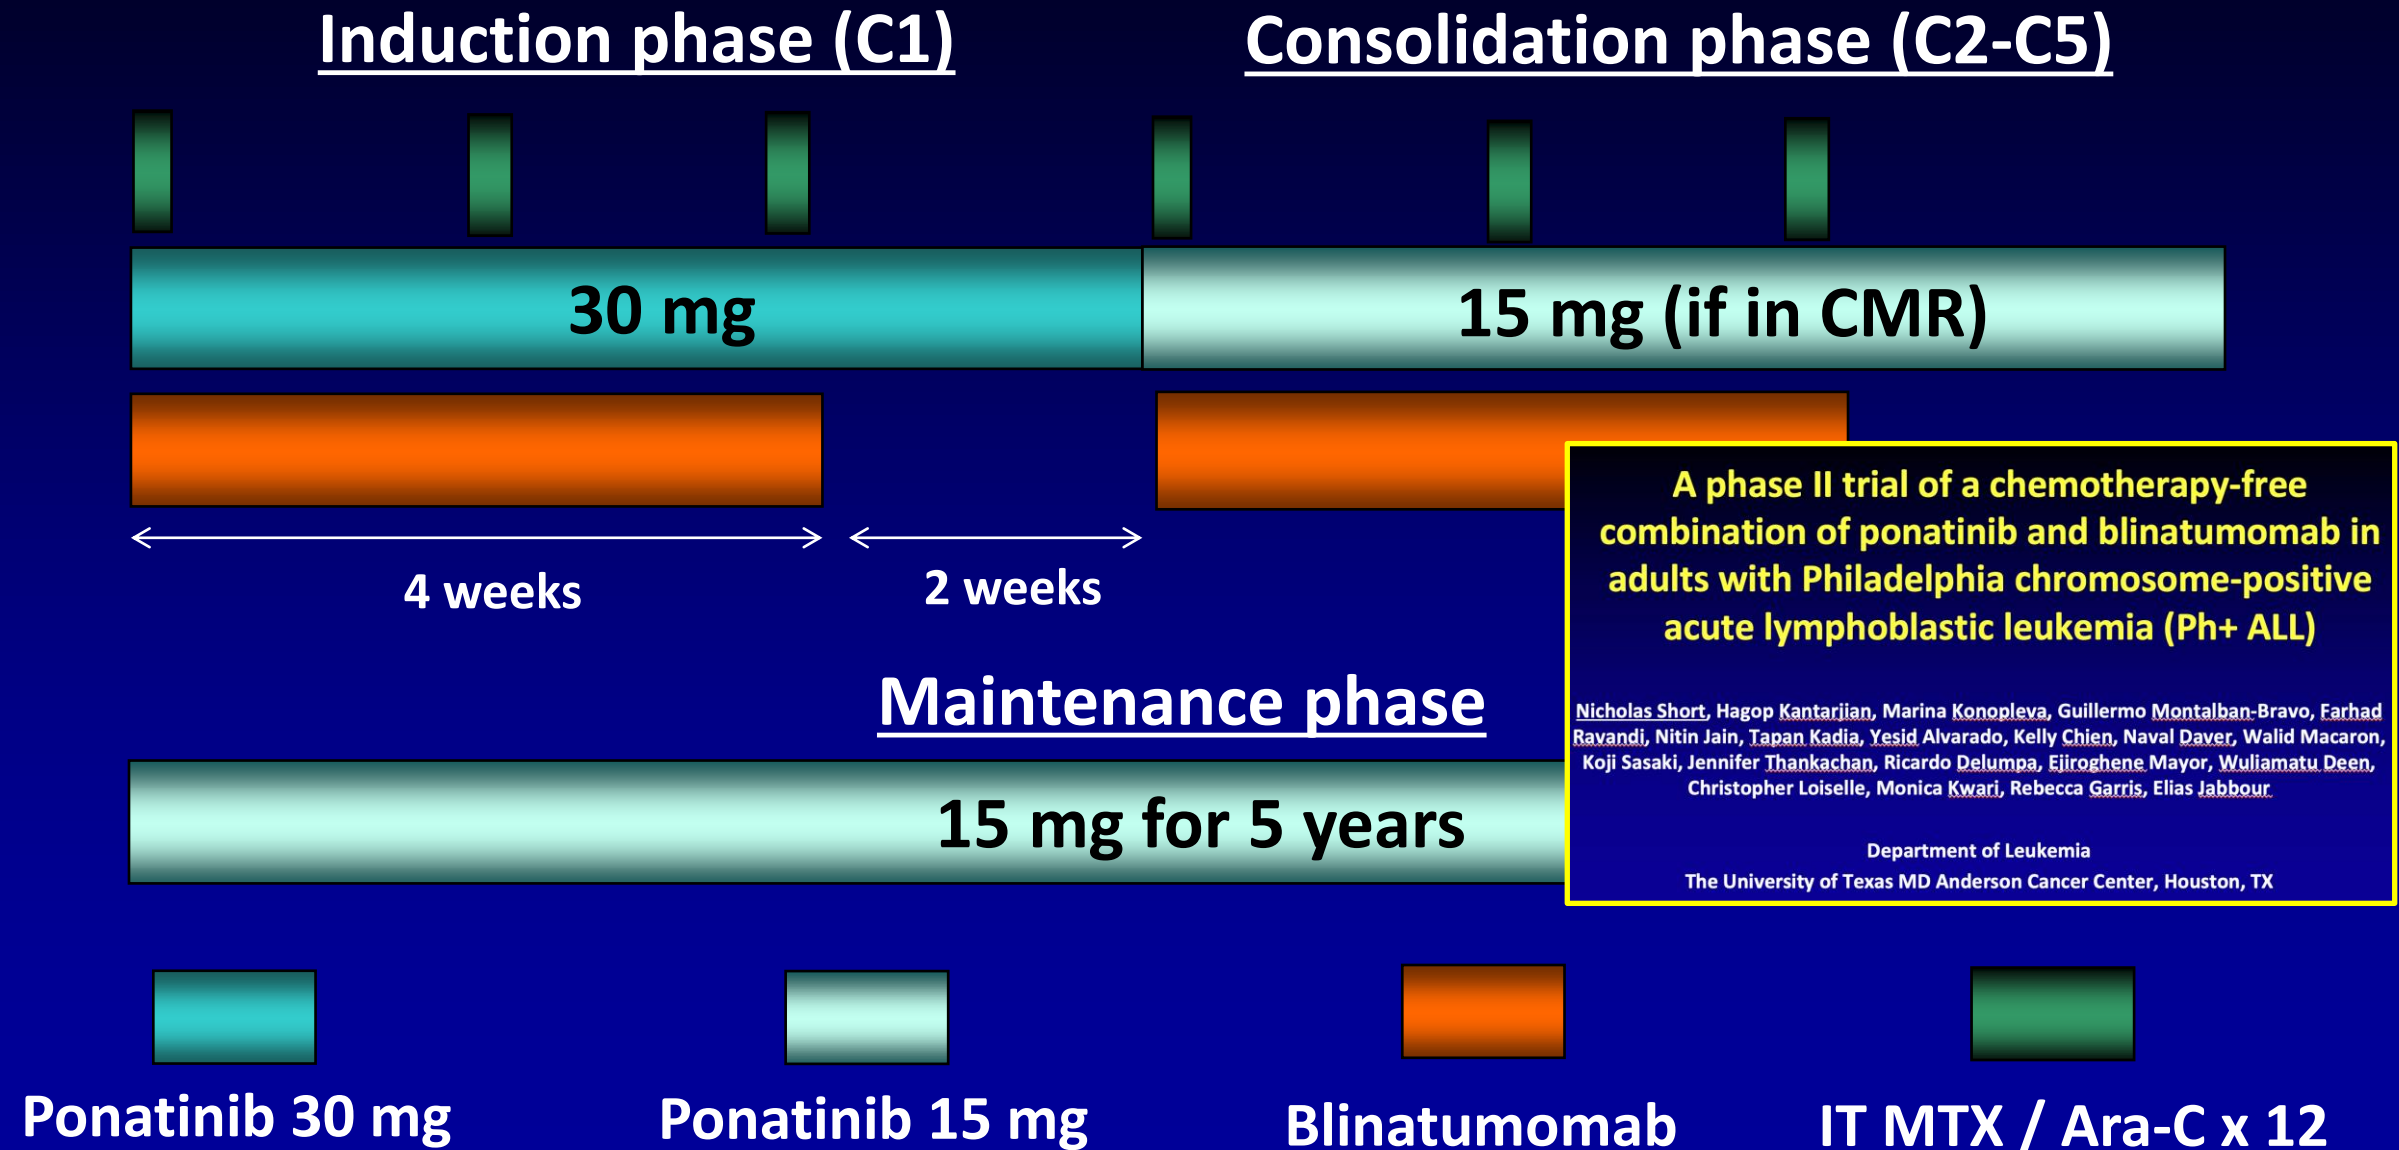 Induction phase (C1)
Consolidation phase (C2-C5)
30 mg
15 mg (if in CMR)
4 weeks
2 weeks
A phase II trial of a chemotherapy-free
combination of ponatinib and blinatumomab in
adults with Philadelphia chromosome-positive
acute lymphoblastic leukemia (Ph+ ALL)
Nicholas Short, Hagop Kantarjian, Marina Konopleva, Guillermo Montalban-Bravo, Farhad
Ravandi, Nitin Jain, Tapan Kadia, Yesid Alvarado, Kelly Chien, Naval Daver, Walid Macaron,
Koji Sasaki, Jennifer Thankachan, Ricardo Delumpa, Ejiroghene Mayor, Wuliamatu Deen,
Christopher Loiselle, Monica Kwari, Rebecca Garris, Elias Jabbour
Department of Leukemia
The University of Texas MD Anderson Cancer Center, Houston, TX
Maintenance phase
15 mg for 5 years
Ponatinib 30 mg
Ponatinib 15 mg
Blinatumomab
IT MTX / Ara-C x 12